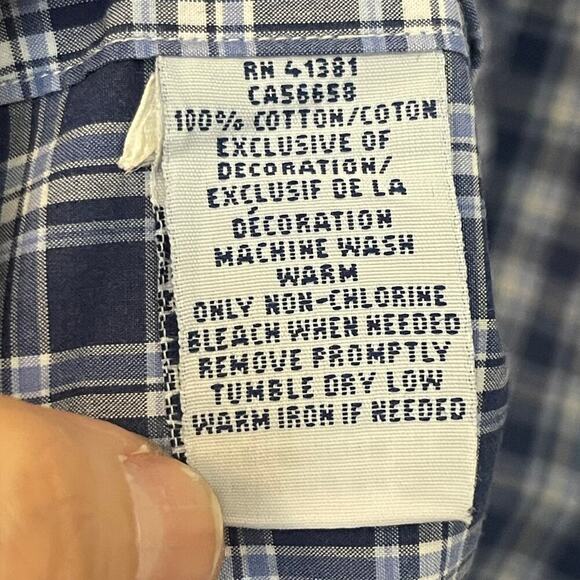 RN 41381
CA56658
100% COTTON/COTON
EXCLUSIVE OF
DECORATION/
EXCLUSIF DE LA
DÉCORATION
MACHINE WASH
WARM
ONLY NON-CHLORINE
BLEACH WHEN NEEDED
REMOVE PROMPTLY
TUMBLE DRY LOW
WARM IRON IF NEEDED